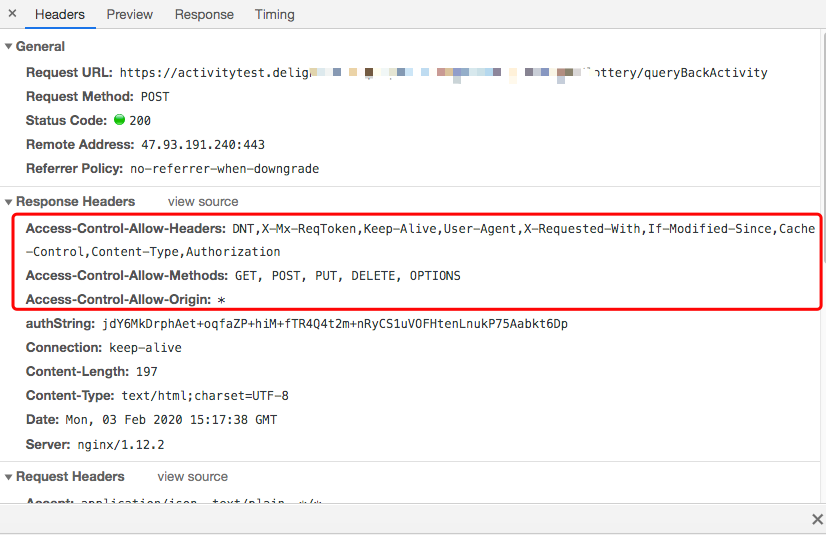 Headers Preview Response Timing
General
Request URL: https://activitytest.delig ottery/queryBackActivity
Request Method: POST
Status Code: 200
Remote Address: 47.93.191.240:443
Referrer Policy: no-referrer-when-downgrade
Response Headers view source
Access-Control-Allow-Headers: DNT,X-Mx-ReqToken,Keep-Alive,User-Agent,X-Requested-With,If-Modified-Since,Cache
-Control,Content-Type,Authorization
Access-Control-Allow-Methods: GET, POST, PUT, DELETE, OPTIONS
Access-Control-Allow-Origin: *
authString: jdY6MkDrphAet+oqfaZP+hiM+fTR4Q4t2m+nRyCS1uVOFHtenLnukP75Aabkt6Dp
Connection: keep-alive
Content-Length: 197
Content-Type: text/html;charset=UTF-8
Date: Mon, 03 Feb 2020 15:17:38 GMT
Server: nginx/1.12.2
Request Headers view source
Accept: application/json, text/plain, */*